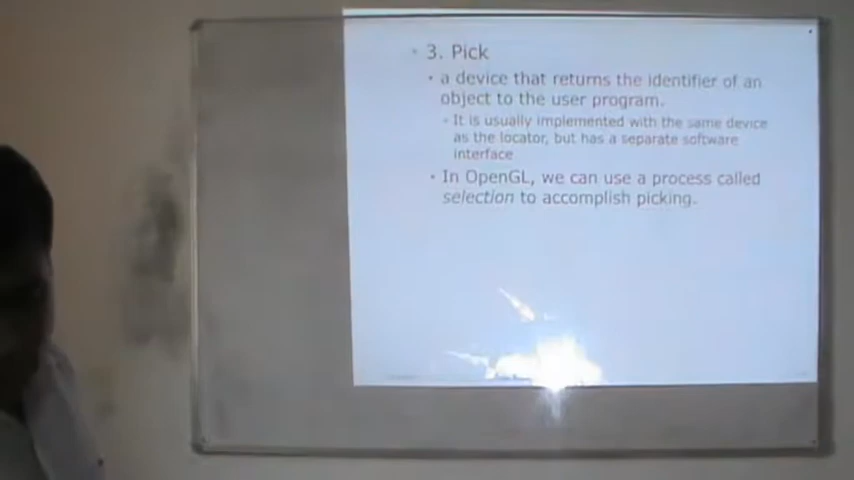 • 3. Pick
• a device that returns the identifier of an
object to the user program.
• It is usually implemented with the same device
as the locator, but has a separate software
interface
• In OpenGL, we can use a process called
selection to accomplish picking.